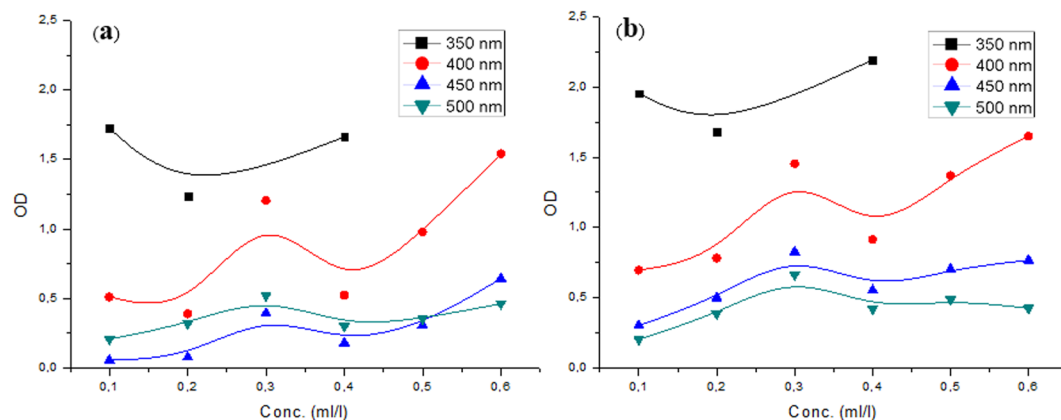 (a)
2,5
2,0
1,5
1,0
0,5
0,0
OD
350 nm
400 nm
450 nm
500 nm
0,1 0,2 0,3 0,4 0,5 0,6
Conc. (ml/l)
(b)
2,5
2,0
1,5
1,0
0,5
0,0
OD
350 nm
400 nm
450 nm
500 nm
0,1 0,2 0,3 0,4 0,5 0,6
Conc. (ml/l)